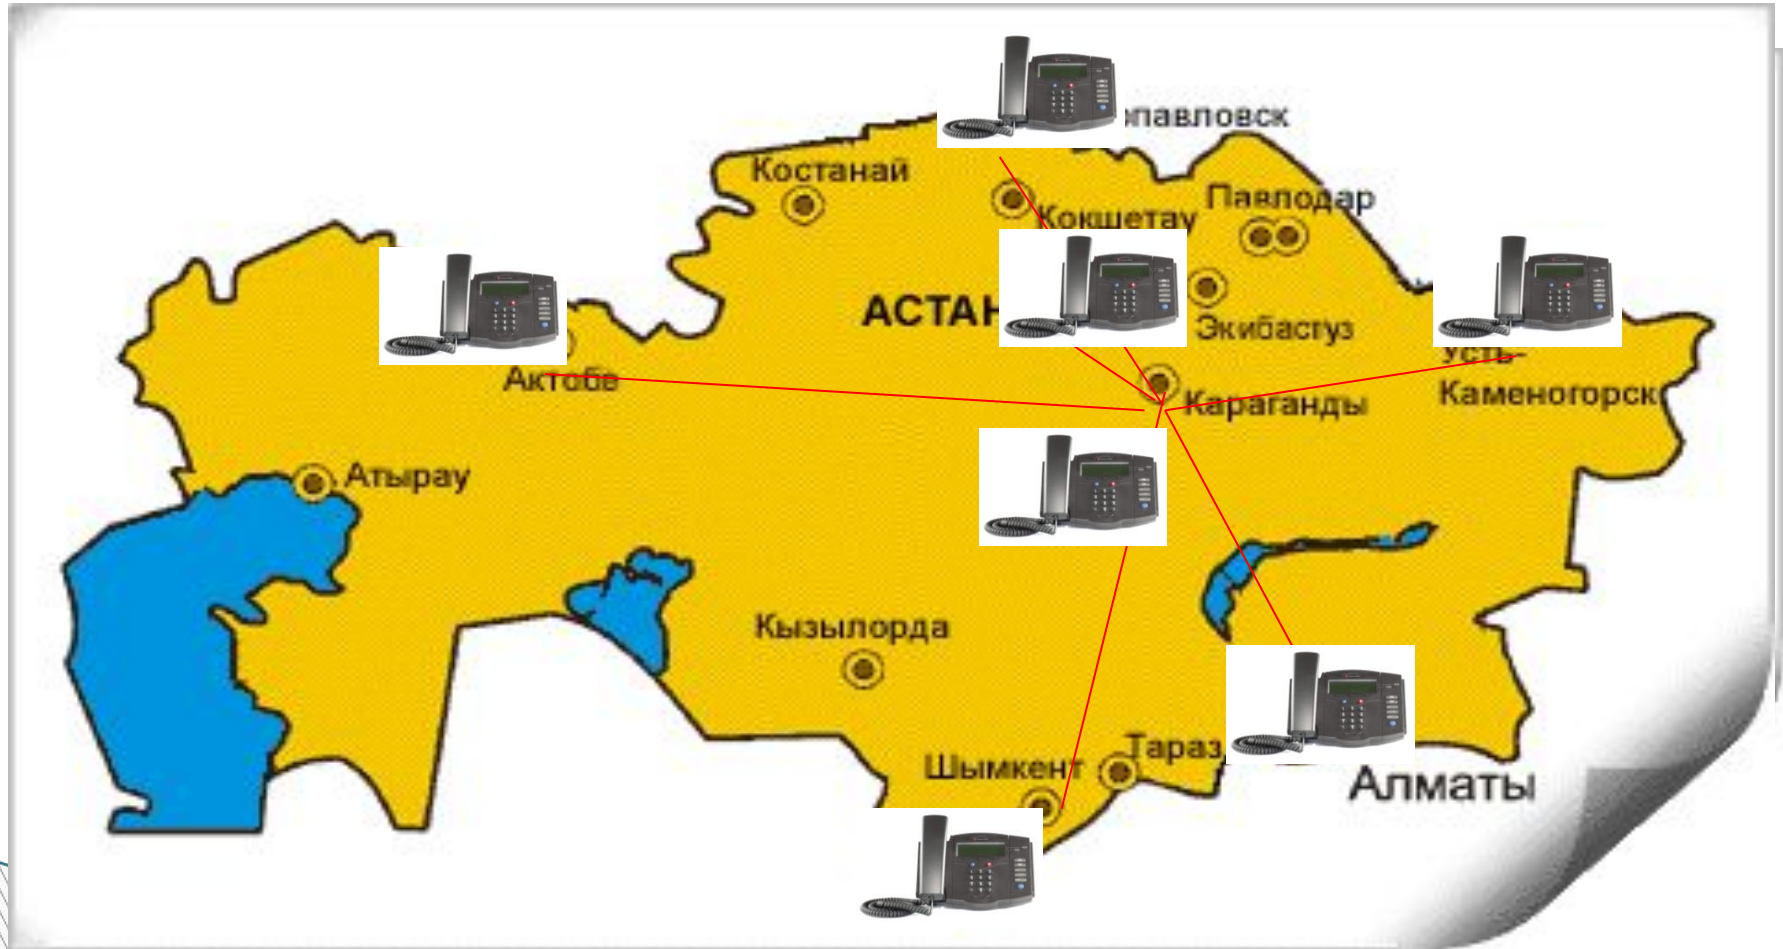 павловск
Костанай
Павлодар
Кокшетау
АСТАН
Экибастуз
Усть-
Каменогорск
Актобе
Караганды
Атырау
Кызылорда
Тараз
Шымкент
Алматы